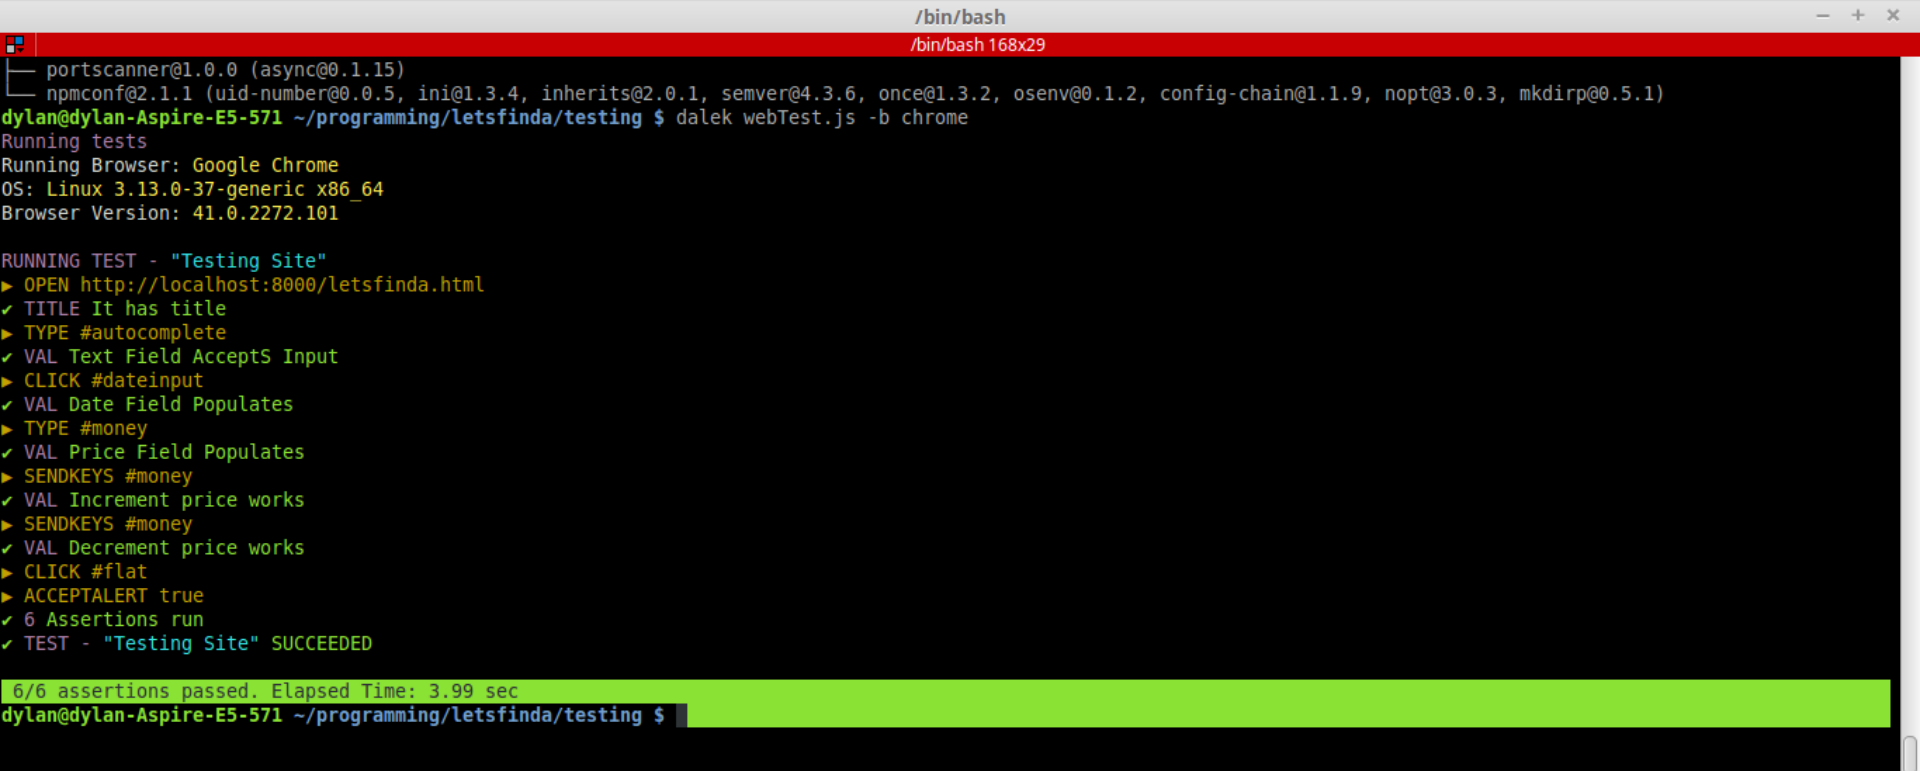 /bin/bash
/bin/bash 168x29
├── portscanner@1.0.0 (async@0.1.15)
└── npmconf@2.1.1 (uid-number@0.0.5, ini@1.3.4, inherits@2.0.1, semver@4.3.6, once@1.3.2, osenv@0.1.2, config-chain@1.1.9, nopt@3.0.3, mkdirp@0.5.1)
dylan@dylan-Aspire-E5-571 ~/programming/letsfinda/testing $ dalek webTest.js -b chrome
Running tests
Running Browser: Google Chrome
OS: Linux 3.13.0-37-generic x86_64
Browser Version: 41.0.2272.101
RUNNING TEST - "Testing Site"
▶ OPEN http://localhost:8000/letsfinda.html
✔ TITLE It has title
▶ TYPE #autocomplete
✔ VAL Text Field AcceptS Input
▶ CLICK #dateinput
✔ VAL Date Field Populates
▶ TYPE #money
✔ VAL Price Field Populates
▶ SENDKEYS #money
✔ VAL Increment price works
▶ SENDKEYS #money
✔ VAL Decrement price works
▶ CLICK #flat
▶ ACCEPTALERT true
✔ 6 Assertions run
✔ TEST - "Testing Site" SUCCEEDED
6/6 assertions passed. Elapsed Time: 3.99 sec
dylan@dylan-Aspire-E5-571 ~/programming/letsfinda/testing $